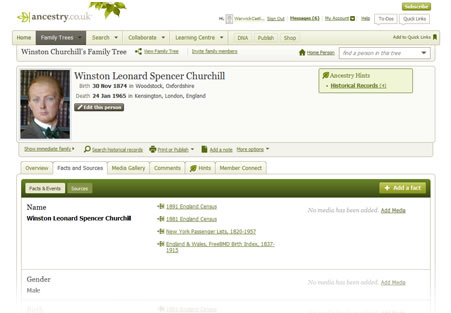 Subscribe
ancestry.co.uk
Sign Out Messages (4) My Account Help To-Dos Quick Links
Home Family Trees Search Collaborate Learning Centre DNA Publish Shop Add to Quick Links
Winston Churchill's Family Tree View Family Tree Invite family members Home Person find a person in the tree
Winston Leonard Spencer Churchill
Birth 30 Nov 1874 in Woodstock, Oxfordshire
Death 24 Jan 1965 in Kensington, London, England
Edit this person
Ancestry Hints
Historical Records (4)
Show immediate family Search historical records Print or Publish Add a note More options
Overview Facts and Sources Media Gallery Comments Hints Member Connect
Facts & Events Sources Add a fact
Name
Winston Leonard Spencer Churchill
1891 England Census
1881 England Census
New York Passenger Lists, 1820-1957
England & Wales, FreeBMD Birth Index, 1837-
1915
No media has been added. Add Media
Gender
Male
No media has been added. Add Media